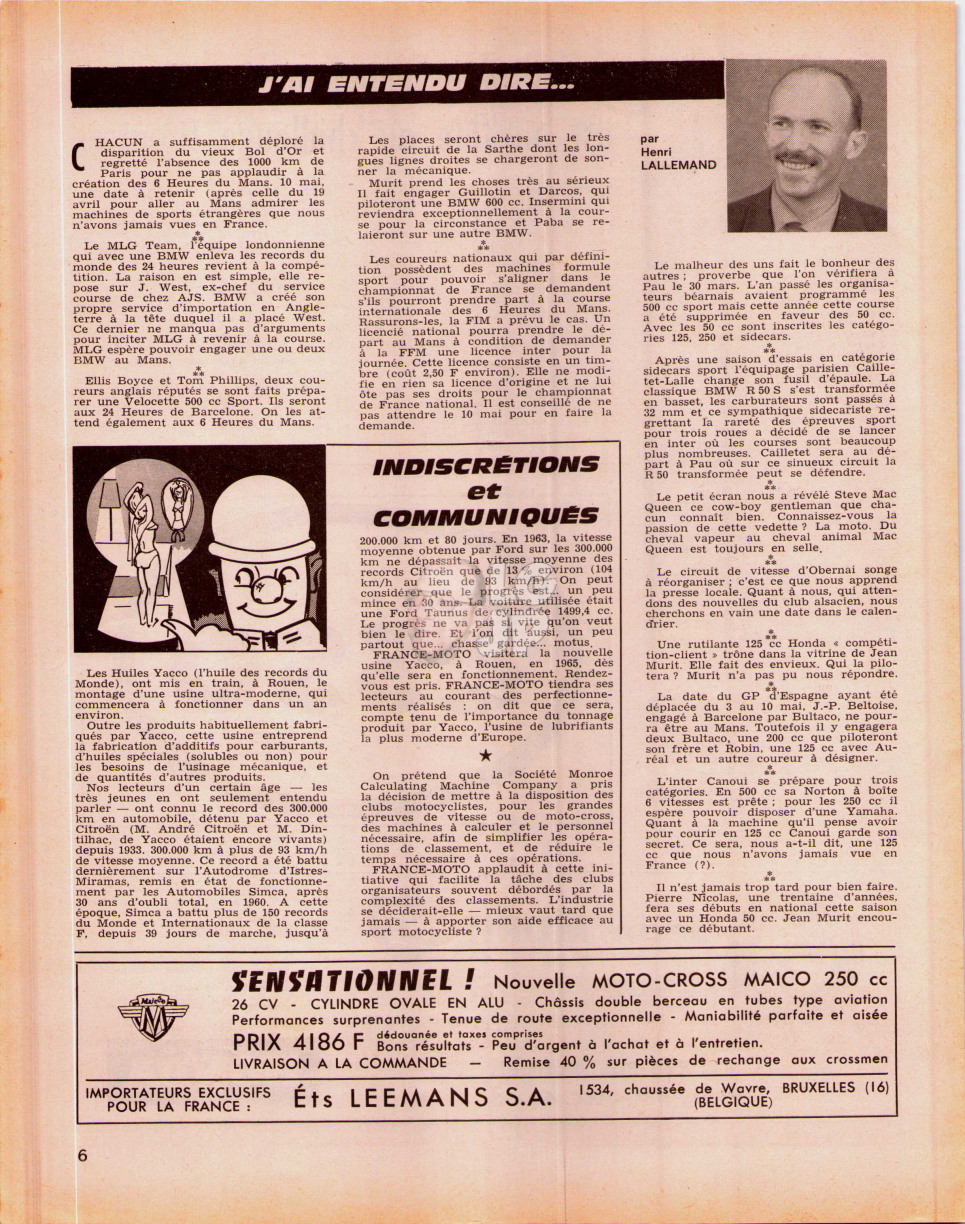 J'AI ENTENDU DIRE...
CHACUN a suffisamment déploré la
disparition du vieux Bol d'Or et
regretté l'absence des 1000 km de
Paris pour ne pas applaudir à la
création des 6 Heures du Mans. 10 mai,
une date à retenir (après celle du 19
avril pour aller au Mans admirer les
machines de sports étrangères que nous
n'avons jamais vues en France.
***
Le MLG Team, l'équipe londonnienne
qui avec une BMW enleva les records du
monde des 24 heures revient à la compé-
tition. La raison en est simple, elle re-
pose sur J. West, ex-chef du service
course de chez AJS. BMW a créé son
propre service d'importation en Angle-
terre à la tête duquel il a placé West.
Ce dernier ne manqua pas d'arguments
pour inciter MLG à revenir à la course.
MLG espère pouvoir engager une ou deux
BMW au Mans.
***
Ellis Boyce et Tom Phillips, deux cou-
reurs anglais réputés se sont faits prépa-
rer une Velocette 500 cc Sport. Ils seront
aux 24 Heures de Barcelone. On les at-
tend également aux 6 Heures du Mans.
Les places seront chères sur le très
rapide circuit de la Sarthe dont les lon-
gues lignes droites se chargeront de son-
ner la mécanique.
Murit prend les choses très au sérieux
Il fait engager Guillotin et Darcos, qui
piloteront une BMW 600 cc. Insermini qui
reviendra exceptionnellement à la cour-
se pour la circonstance et Paba se re-
laieront sur une autre BMW.
***
Les coureurs nationaux qui par défini-
tion possèdent des machines formule
sport pour pouvoir s'aligner dans le
championnat de France se demandent
s'ils pourront prendre part à la course
internationale des 6 Heures du Mans.
Rassurons-les, la FIM a prévu le cas. Un
licencié national pourra prendre le dé-
part au Mans à condition de demander
à la FFM une licence inter pour la
journée. Cette licence consiste en un tim-
bre (coût 2,50 F environ). Elle ne modi-
fie en rien sa licence d'origine et ne lui
ôte pas ses droits pour le championnat
de France national. Il est conseillé de ne
pas attendre le 10 mai pour en faire la
demande.
par
Henri
LALLEMAND
Le malheur des uns fait le bonheur des
autres ; proverbe que l'on vérifiera à
Pau le 30 mars. L'an passé les organisa-
teurs béarnais avaient programmé les
500 cc sport mais cette année cette course
a été supprimée en faveur des 50 cc.
Avec les 50 cc sont inscrites les catégo-
ries 125, 250 et sidecars.
***
Après une saison d'essais en catégorie
sidecars sport l'équipage parisien Caille-
tet-Lalle change son fusil d'épaule. La
classique BMW R 50 S s'est transformée
en basset, les carburateurs sont passés à
32 mm et ce sympathique sidecariste re-
grettant la rareté des épreuves sport
pour trois roues a décidé de se lancer
en inter où les courses sont beaucoup
plus nombreuses. Cailletet sera au dé-
part à Pau où sur ce sinueux circuit la
R 50 transformée peut se défendre.
***
Le petit écran nous a révélé Steve Mac
Queen ce cow-boy gentleman que cha-
cun connaît bien. Connaissez-vous la
passion de cette vedette ? La moto. Du
cheval vapeur au cheval animal Mac
Queen est toujours en selle.
***
Le circuit de vitesse d'Obernai songe
à réorganiser ; c'est ce que nous apprend
la presse locale. Quant à nous, qui atten-
dons des nouvelles du club alsacien, nous
cherchons en vain une date dans le calen-
drier.
***
Une rutilante 125 cc Honda « compéti-
tion-client » trône dans la vitrine de Jean
Murit. Elle fait des envieux. Qui la pilo-
tera ? Murit n'a pas pu nous répondre.
***
La date du GP d'Espagne ayant été
déplacée du 3 au 10 mai, J.-P. Beltoise,
engagé à Barcelone par Bultaco, ne pour-
ra être au Mans. Toutefois il y engagera
deux Bultaco, une 200 cc que piloteront
son frère et Robin, une 125 cc avec Au-
réal et un autre coureur à désigner.
***
L'inter Canoui se prépare pour trois
catégories. En 500 cc sa Norton à boîte
6 vitesses est prête ; pour les 250 cc il
espère pouvoir disposer d'une Yamaha.
Quant à la machine qu'il pense avoir
pour courir en 125 cc Canoui garde son
secret. Ce sera, nous a-t-il dit, une 125
cc que nous n'avons jamais vue en
France (?).
***
Il n'est jamais trop tard pour bien faire.
Pierre Nicolas, une trentaine d'années,
fera ses débuts en national cette saison
avec un Honda 50 cc. Jean Murit encou-
rage ce débutant.
INDISCRÉTIONS
et
COMMUNIQUÉS
Les Huiles Yacco (l'huile des records du
Monde), ont mis en train, à Rouen, le
montage d'une usine ultra-moderne, qui
commencera à fonctionner dans un an
environ.
Outre les produits habituellement fabri-
qués par Yacco, cette usine entreprend
la fabrication d'additifs pour carburants,
d'huiles spéciales (solubles ou non) pour
les besoins de l'usinage mécanique, et
de quantités d'autres produits.
Nos lecteurs d'un certain âge — les
très jeunes en ont seulement entendu
parler — ont connu le record des 300.000
km en automobile, détenu par Yacco et
Citroën (M. André Citroën et M. Din-
tilhac, de Yacco étaient encore vivants)
depuis 1933. 300.000 km à plus de 93 km/h
de vitesse moyenne. Ce record a été battu
dernièrement sur l'Autodrome d'Istres-
Miramas, remis en état de fonctionne-
ment par les Automobiles Simca, après
30 ans d'oubli total, en 1960. A cette
époque, Simca a battu plus de 150 records
du Monde et Internationaux de la classe
F, depuis 39 jours de marche, jusqu'à
200.000 km et 80 jours. En 1963, la vitesse
moyenne obtenue par Ford sur les 300.000
km ne dépassait la vitesse moyenne des
records Citroën que de 13 % environ (104
km/h au lieu de 93 km/h). On peut
considérer que le progrès est... un peu
mince en 30 ans. La voiture utilisée était
une Ford Taunus de cylindrée 1499,4 cc.
Le progrès ne va pas si vite qu'on veut
bien le dire. Et l'on dit aussi, un peu
partout que... chasse gardée... motus.
FRANCE-MOTO visitera la nouvelle
usine Yacco, à Rouen, en 1965, dès
qu'elle sera en fonctionnement. Rendez-
vous est pris. FRANCE-MOTO tiendra ses
lecteurs au courant des perfectionne-
ments réalisés : on dit que ce sera,
compte tenu de l'importance du tonnage
produit par Yacco, l'usine de lubrifiants
la plus moderne d'Europe.
★
On prétend que la Société Monroe
Calculating Machine Company a pris
la décision de mettre à la disposition des
clubs motocyclistes, pour les grandes
épreuves de vitesse ou de moto-cross,
des machines à calculer et le personnel
nécessaire, afin de simplifier les opéra-
tions de classement, et de réduire le
temps nécessaire à ces opérations.
FRANCE-MOTO applaudit à cette ini-
tiative qui facilite la tâche des clubs
organisateurs souvent débordés par la
complexité des classements. L'industrie
se déciderait-elle — mieux vaut tard que
jamais — à apporter son aide efficace au
sport motocycliste ?
Maico
M
SENSATIONNEL ! Nouvelle MOTO-CROSS MAICO 250 cc
26 CV - CYLINDRE OVALE EN ALU - Châssis double berceau en tubes type aviation
Performances surprenantes - Tenue de route exceptionnelle - Maniabilité parfaite et aisée
PRIX 4186 F dédouanée et taxes comprises
Bons résultats - Peu d'argent à l'achat et à l'entretien.
LIVRAISON A LA COMMANDE — Remise 40 % sur pièces de rechange aux crossmen
IMPORTATEURS EXCLUSIFS
POUR LA FRANCE :
Éts LEEMANS S.A.
1534, chaussée de Wavre, BRUXELLES (16)
(BELGIQUE)
6